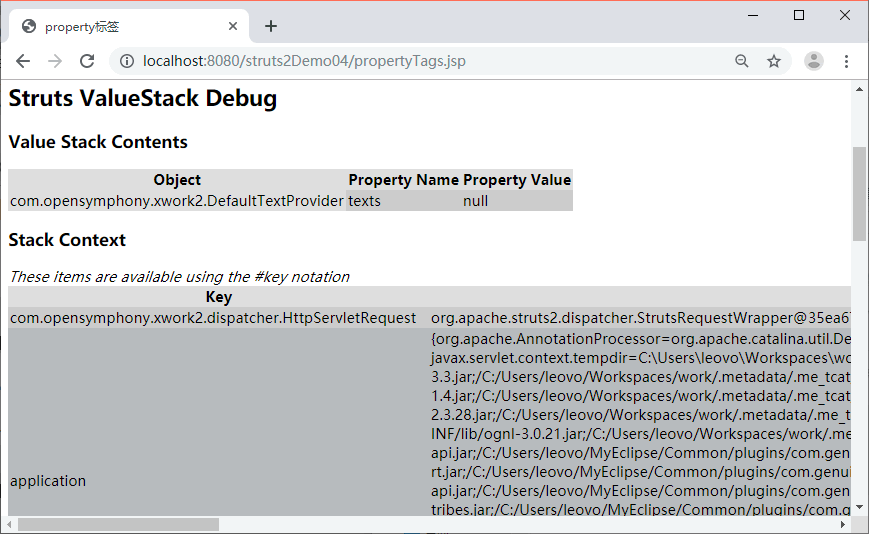 property标签
localhost:8080/struts2Demo04/propertyTags.jsp
Struts ValueStack Debug
Value Stack Contents
Object Property Name Property Value
com.opensymphony.xwork2.DefaultTextProvider texts null
Stack Context
These items are available using the #key notation
Key
com.opensymphony.xwork2.dispatcher.HttpServletRequest org.apache.struts2.dispatcher.StrutsRequestWrapper@35ea6
{org.apache.AnnotationProcessor=org.apache.catalina.util.De
javax.servlet.context.tempdir=C:\Users\leovo\Workspaces\wo
3.3.jar;/C:/Users/leovo/Workspaces/work/.metadata/.me_tcat
1.4.jar;/C:/Users/leovo/Workspaces/work/.metadata/.me_tcat
2.3.28.jar;/C:/Users/leovo/Workspaces/work/.metadata/.me_t
INF/lib/ognl-3.0.21.jar;/C:/Users/leovo/Workspaces/work/.me
api.jar;/C:/Users/leovo/MyEclipse/Common/plugins/com.gen
rt.jar;/C:/Users/leovo/MyEclipse/Common/plugins/com.genui
application
api.jar;/C:/Users/leovo/MyEclipse/Common/plugins/com.gen
tribes.jar;/C:/Users/leovo/MyEclipse/Common/plugins/com.g